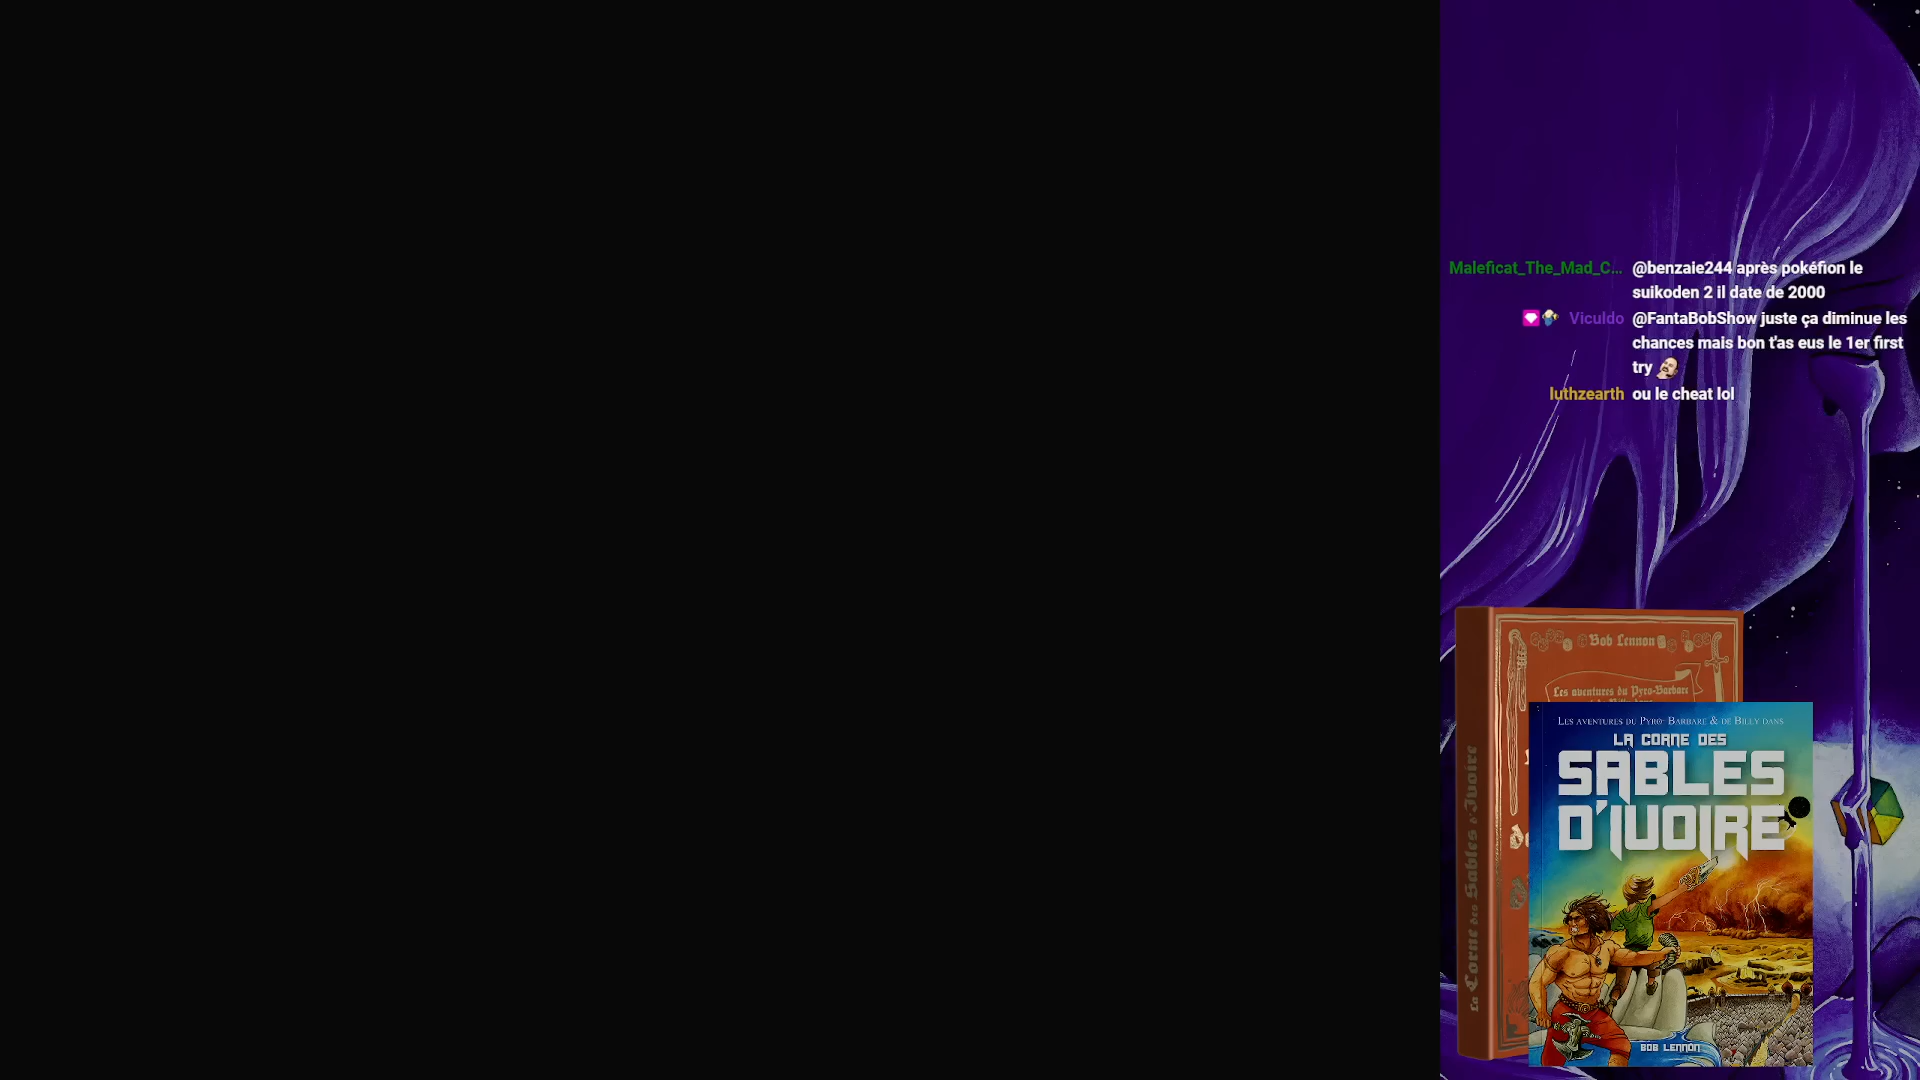 Maleficat_The_Mad_C... @benzaie244 après pokéfion le
suikoden 2 il date de 2000
Viculdo @FantaBobShow juste ça diminue les
chances mais bon t'as eus le 1er first
try
luthzearth ou le cheat lol
Bob Lennon
Les aventures du Pyro-Barbare
La Corne des Sables d'Ivoire
LES AVENTURES DU PYRO-BARBARE & DE BILLY DANS
LA CORNE DES
SABLES
D'IVOIRE
BOB LENNON